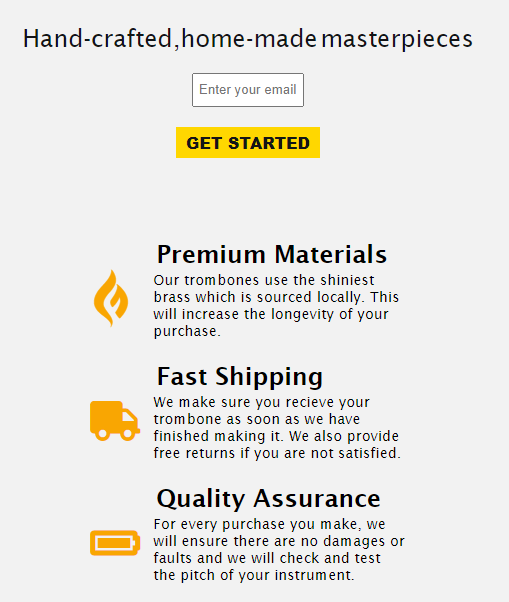 Hand-crafted,home-made masterpieces
Enter your email
GET STARTED
Premium Materials
Our trombones use the shiniest
brass which is sourced locally. This
will increase the longevity of your
purchase.
Fast Shipping
We make sure you recieve your
trombone as soon as we have
finished making it. We also provide
free returns if you are not satisfied.
Quality Assurance
For every purchase you make, we
will ensure there are no damages or
faults and we will check and test
the pitch of your instrument.